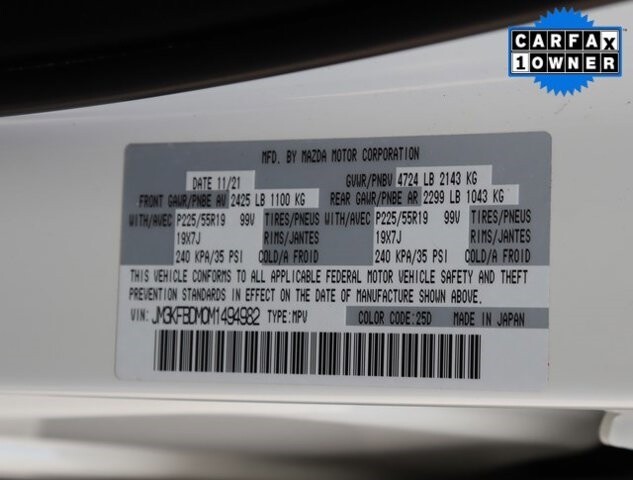 CARFAX
1 OWNER
MFD. BY MAZDA MOTOR CORPORATION
DATE 11/21 GVWR/PNBV 4724 LB 2143 KG
FRONT GAWR/PNBE AV 2425 LB 1100 KG REAR GAWR/PNBE AR 2299 LB 1043 KG
WITH/AVEC P225/55R19 99V TIRES/PNEUS WITH/AVEC P225/55R19 99V TIRES/PNEUS
19X7J RIMS/JANTES 19X7J RIMS/JANTES
240 KPA/35 PSI COLD/A FROID 240 KPA/35 PSI COLD/A FROID
THIS VEHICLE CONFORMS TO ALL APPLICABLE FEDERAL MOTOR VEHICLE SAFETY AND THEFT
PREVENTION STANDARDS IN EFFECT ON THE DATE OF MANUFACTURE SHOWN ABOVE.
VIN: JM3KFBDM0M1494982 TYPE:MPV COLOR CODE:25D MADE IN JAPAN